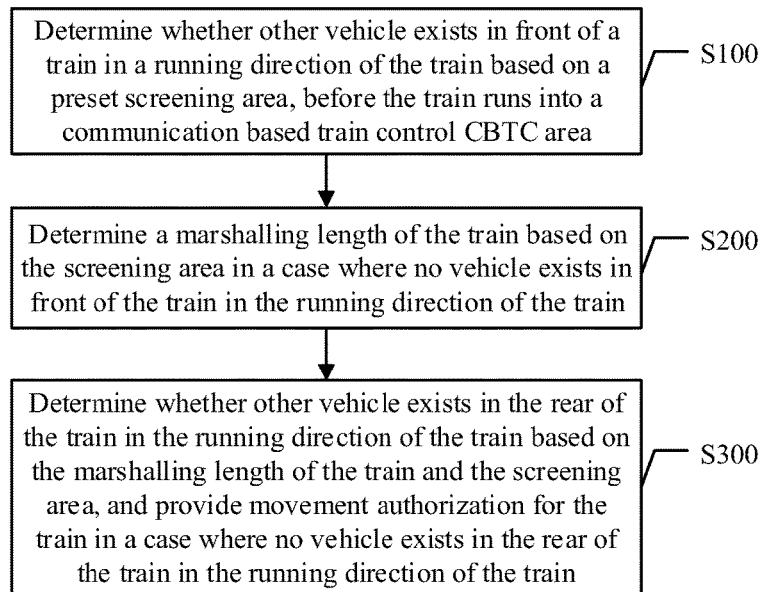 Determine whether other vehicle exists in front of a
train in a running direction of the train based on a
preset screening area, before the train runs into a
communication based train control CBTC area
S100
Determine a marshalling length of the train based on
the screening area in a case where no vehicle exists in
front of the train in the running direction of the train
S200
Determine whether other vehicle exists in the rear of
the train in the running direction of the train based on
the marshalling length of the train and the screening
area, and provide movement authorization for the
train in a case where no vehicle exists in the rear of
the train in the running direction of the train
S300